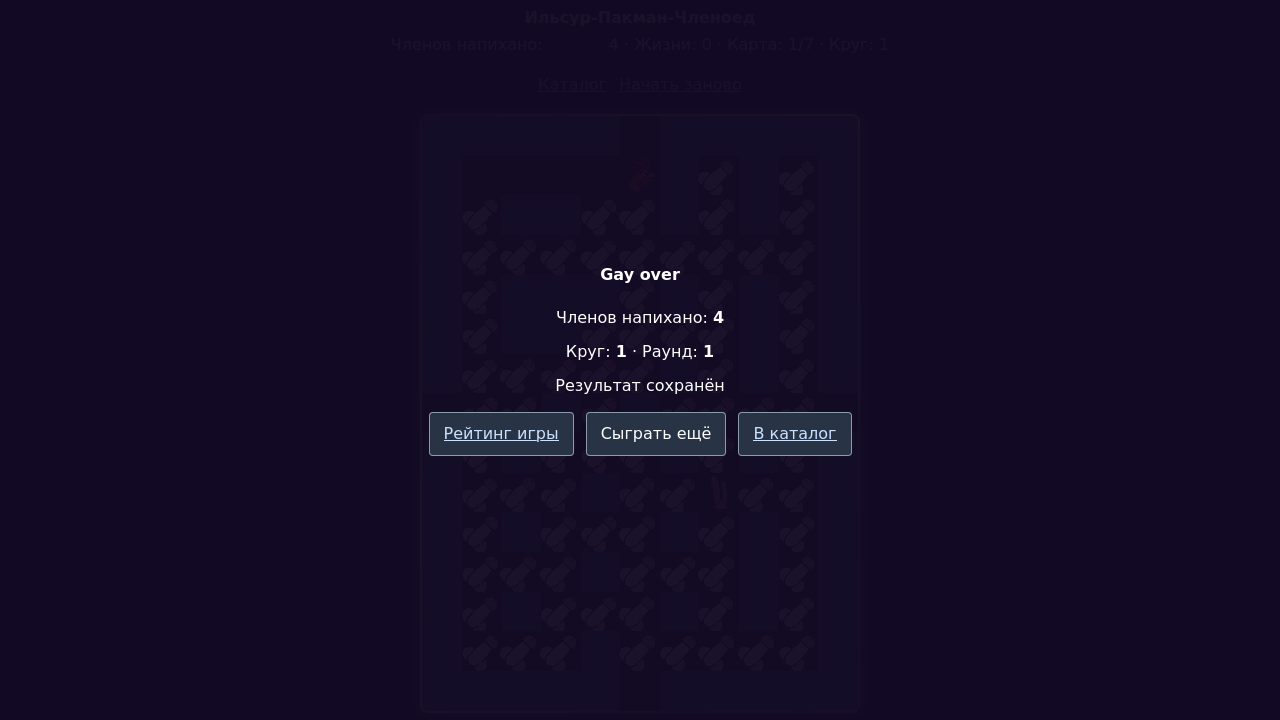 Ильсур-Пакман-Членоед
Членов напихано: 4 · Жизни: 0 · Карта: 1/7 · Круг: 1
Каталог Начать заново
Gay over
Членов напихано: 4
Круг: 1 · Раунд: 1
Результат сохранён
Рейтинг игры Сыграть ещё В каталог